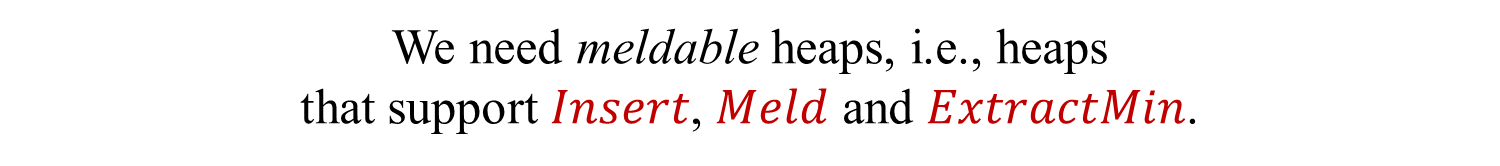 We need meldable heaps, i.e., heaps
that support Insert, Meld and ExtractMin.